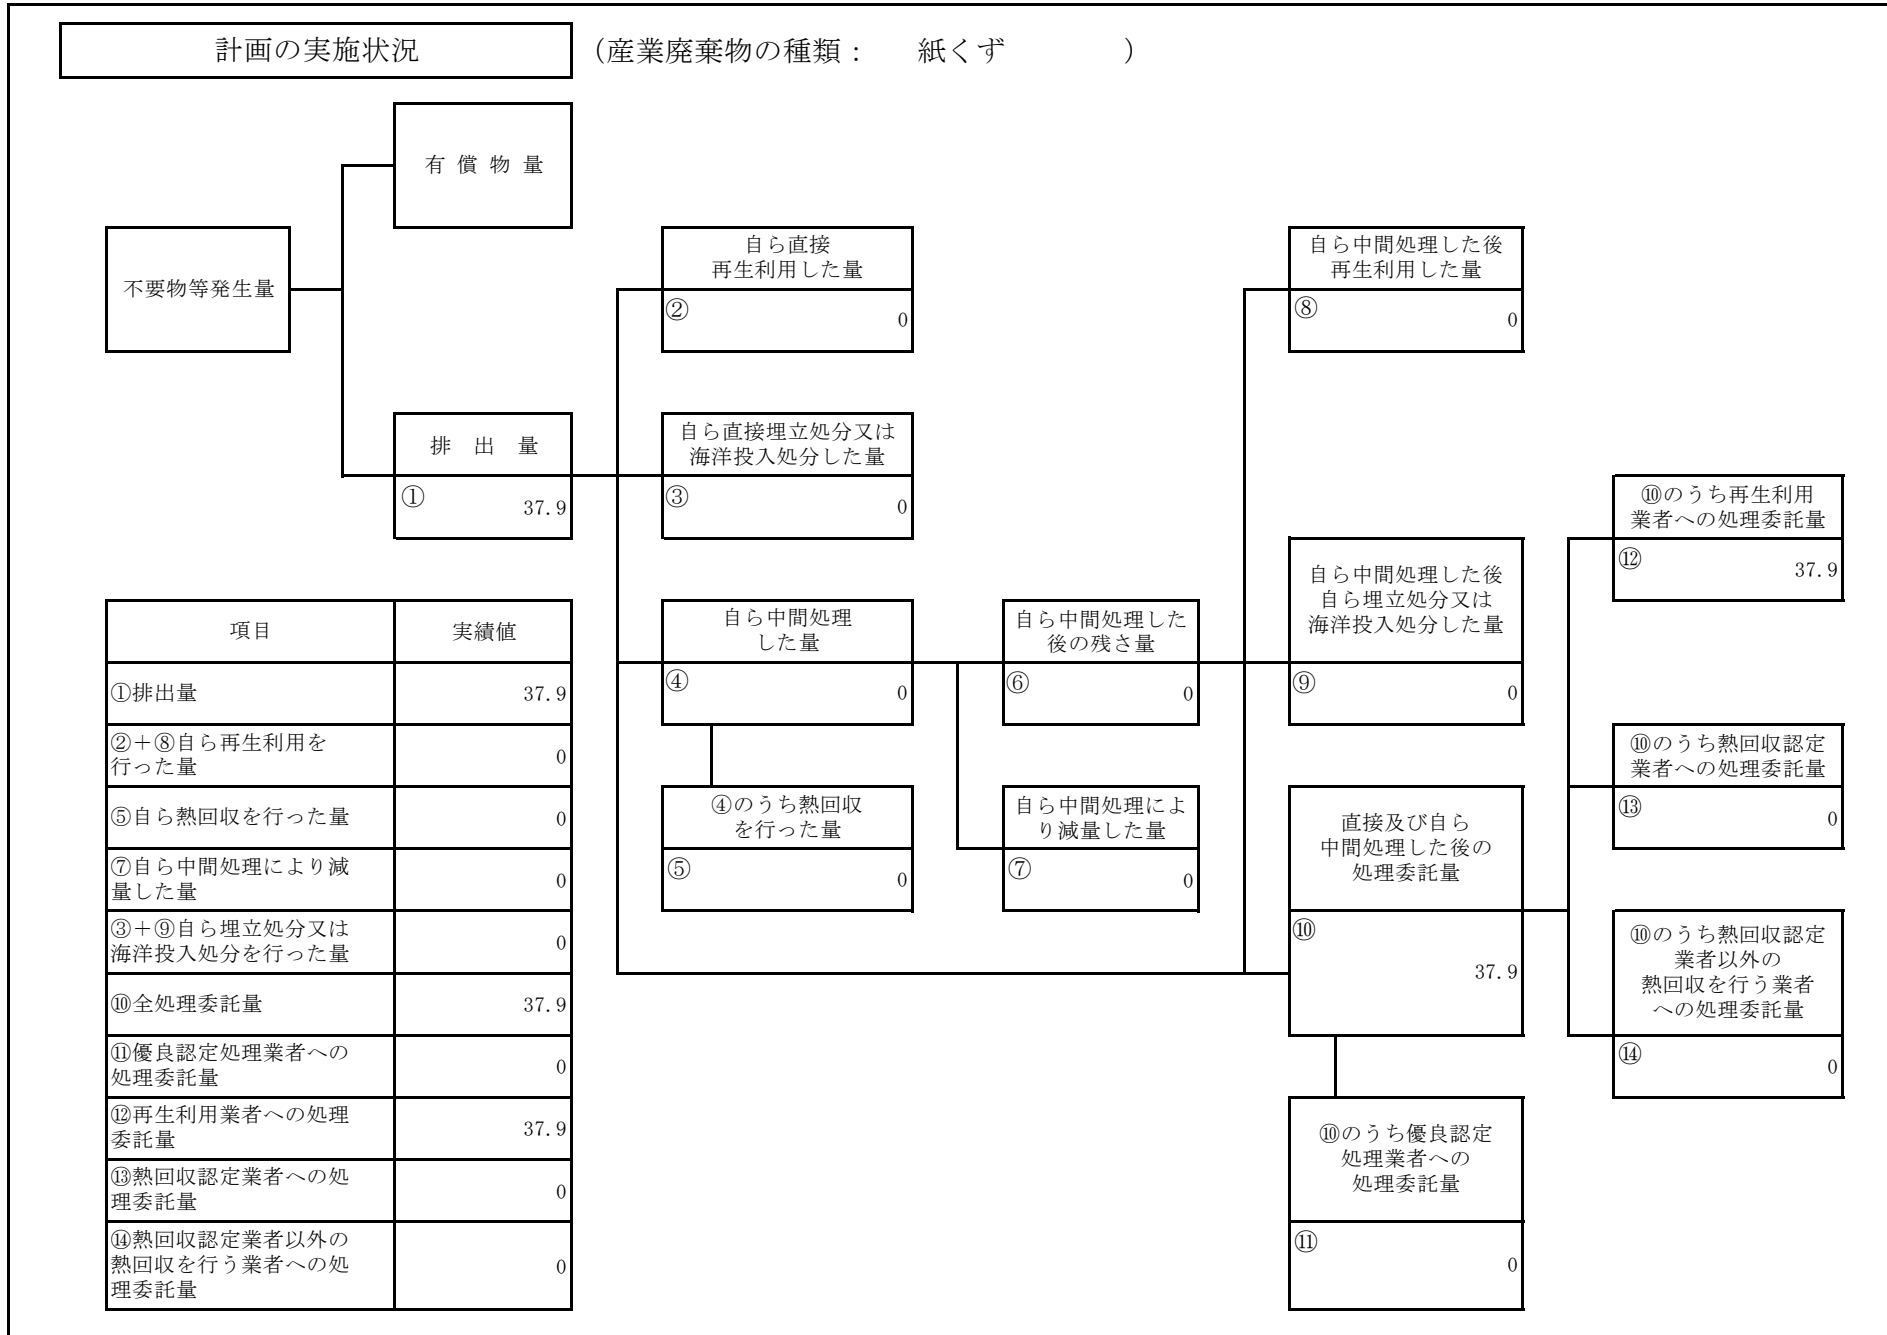 計画の実施状況
(産業廃棄物の種類： 紙くず )
有償物量
不要物等発生量
自ら直接
再生利用した量
② 0
自ら中間処理した後
再生利用した量
⑧ 0
排出量
① 37.9
自ら直接埋立処分又は
海洋投入処分した量
③ 0
⑩のうち再生利用
業者への処理委託量
⑫ 37.9
自ら中間処理した後
自ら埋立処分又は
海洋投入処分した量
⑨ 0
自ら中間処理
した量
④ 0
自ら中間処理した
後の残さ量
⑥ 0
⑩のうち熱回収認定
業者への処理委託量
⑬ 0
④のうち熱回収
を行った量
⑤ 0
自ら中間処理によ
り減量した量
⑦ 0
直接及び自ら
中間処理した後の
処理委託量
⑩ 37.9
⑩のうち熱回収認定
業者以外の
熱回収を行う業者
への処理委託量
⑭ 0
⑩のうち優良認定
処理業者への
処理委託量
⑪ 0
項目 実績値
①排出量 37.9
②＋⑧自ら再生利用を
行った量 0
⑤自ら熱回収を行った量 0
⑦自ら中間処理により減
量した量 0
③＋⑨自ら埋立処分又は
海洋投入処分を行った量 0
⑩全処理委託量 37.9
⑪優良認定処理業者への
処理委託量 0
⑫再生利用業者への処理
委託量 37.9
⑬熱回収認定業者への処
理委託量 0
⑭熱回収認定業者以外の
熱回収を行う業者への処
理委託量 0